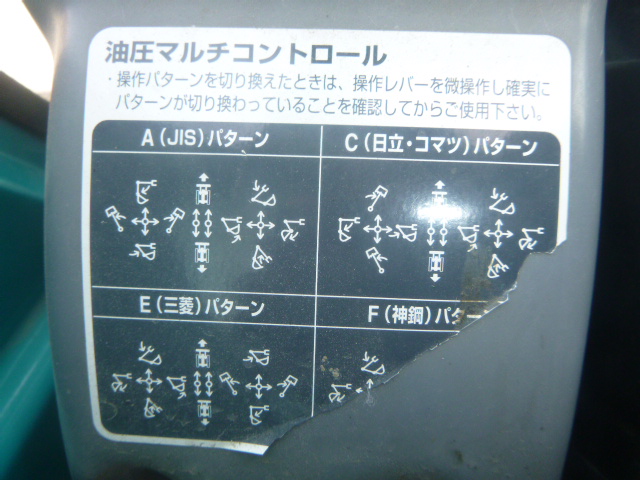 油圧マルチコントロール
・操作パターンを切り換えたときは、操作レバーを微操作し確実に
パターンが切り換わっていることを確認してからご使用下さい。
A(JIS)パターン
C(日立・コマツ)パターン
E(三菱)パターン
F(神鋼)パター